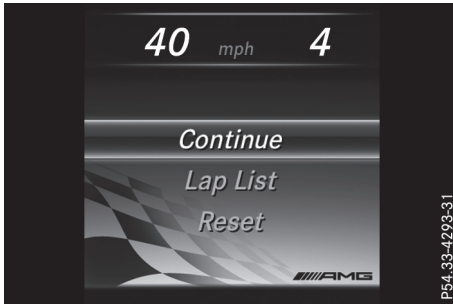 40 mph 4
Continue
Lap List
Reset
AMG
P54.33-4293-31